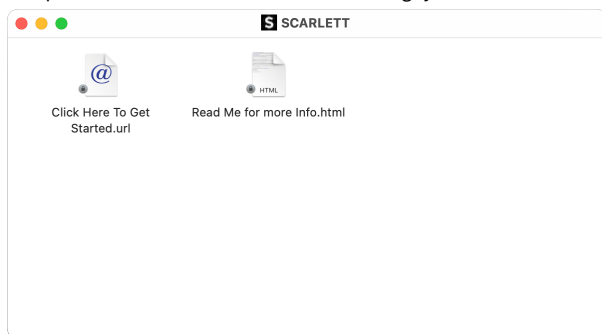 S SCARLETT
@
HTML
Click Here To Get
Started.url
Read Me for more Info.html